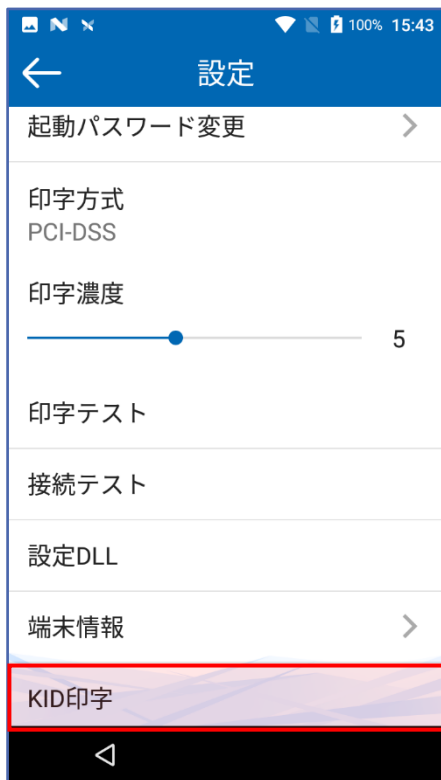 100% 15:43
設定
起動パスワード変更
印字方式
PCI-DSS
印字濃度
5
印字テスト
接続テスト
設定DLL
端末情報
KID印字